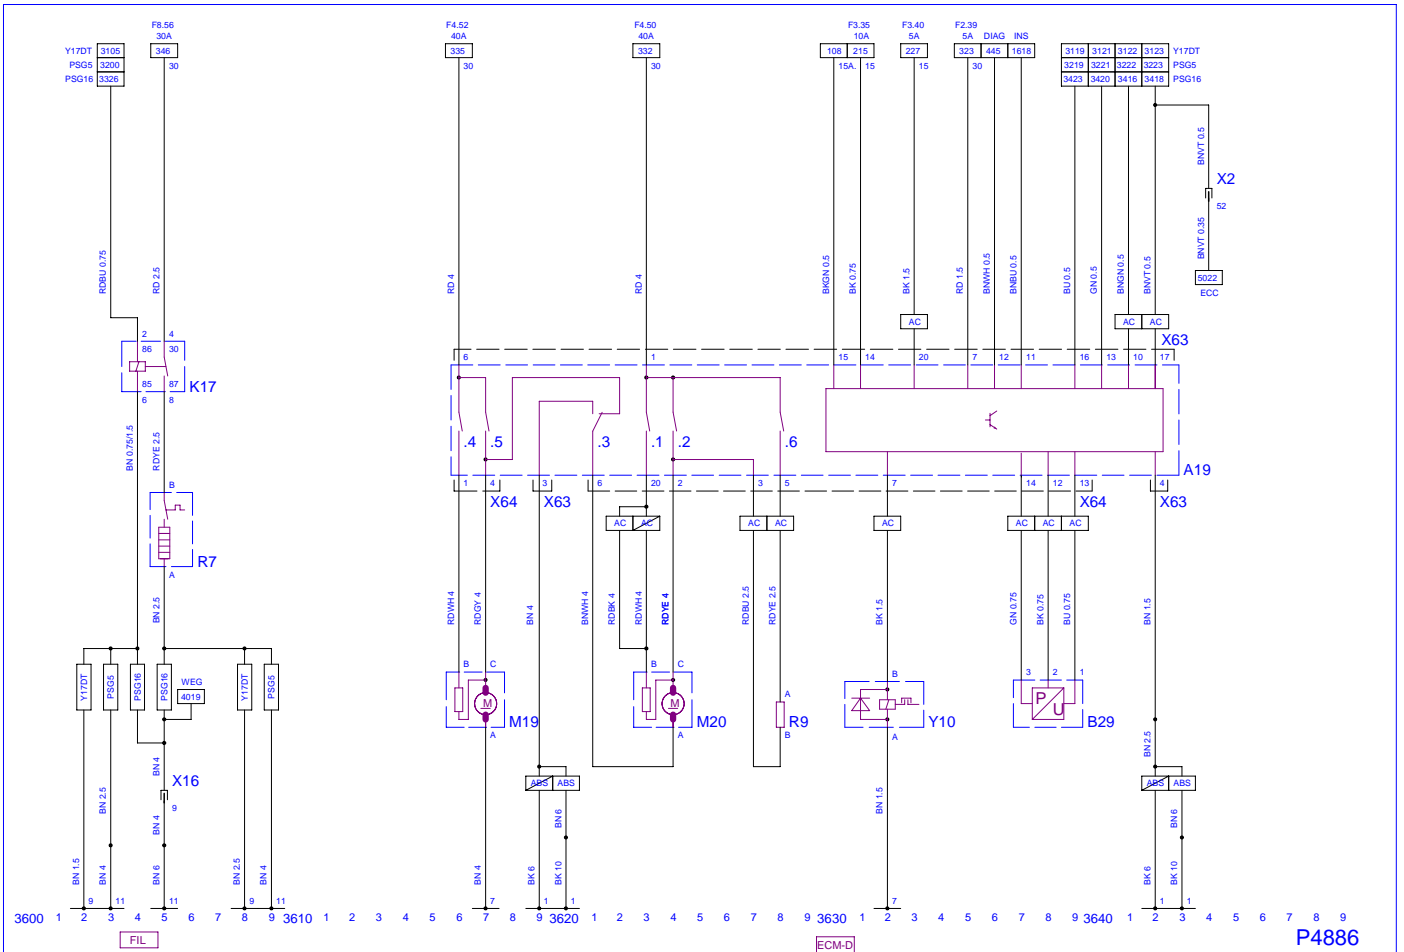 F8.56 F4.52 F4.50 F3.35 F3.40 F2.39
30A 40A 40A 10A 5A 5A DIAG INS
Y17DT 3105 346 335 332 108 215 227 323 445 1618 3119 3121 3122 3123 Y17DT
PSG5 3200 30 30 30 15A. 15 15 30 3219 3221 3222 3223 PSG5
PSG16 3326 3423 3420 3416 3418 PSG16
BNVT 0.5
X2
52
BNVT 0.35
RDBU 0.75 RD 2.5 RD 4 RD 4 BKGN 0.5 BK 0.75 BK 1.5 RD 1.5 BNWH 0.5 BNBU 0.5 BU 0.5 GN 0.5 BNGN 0.5 BNVT 0.5 5022
ECC
AC AC AC
2 4 X63
86 30 6 1 15 14 20 7 12 11 16 13 10 17
85 87 K17
6 8
.4 .5 .3 .1 .2 .6
BN 0.75/1.5 RDYE 2.5 A19
B 1 4 X64 3 X63 6 20 2 3 5 7 14 12 13 X64 4 X63
AC AC AC AC AC AC AC AC
R7
A
BN 2.5 RDWH 4 RDGY 4 BN 4 BNWH 4 RDBK 4 RDWH 4 RDYE 4 RDBU 2.5 RDYE 2.5 BK 1.5 GN 0.75 BK 0.75 BU 0.75 BN 1.5
B C B C B 3 2 1
Y17DT PSG5 PSG16 PSG16 WEG Y17DT PSG5
4019 A P U
M M19 M M20 R9 Y10 B29
A A B A
BN 4 X16 BN 2.5
9
ABS ABS ABS ABS
BN 2.5 BN 4 BN 1.5 BN 6 BN 6
BN 1.5 BN 4 BN 6 BN 2.5 BN 4 BN 4 BK 6 BK 10 BK 6 BK 10
9 11 11 9 11 7 1 1 7 1 1
3600 1 2 3 4 5 6 7 8 9 3610 1 2 3 4 5 6 7 8 9 3620 1 2 3 4 5 6 7 8 9 3630 1 2 3 4 5 6 7 8 9 3640 1 2 3 4 5 6 7 8 9
FIL ECM-D P4886